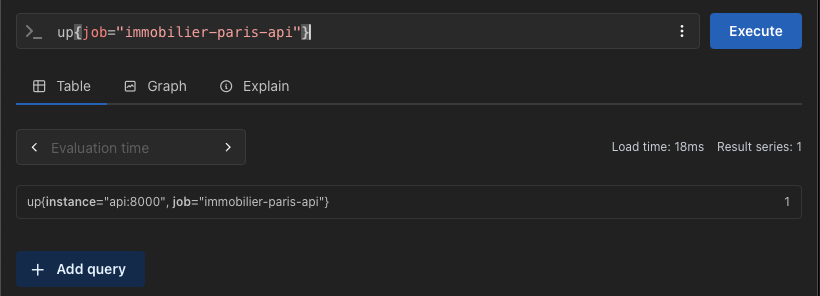 >_ up{job="immobilier-paris-api"} Execute
Table Graph Explain
Evaluation time Load time: 18ms Result series: 1
up{instance="api:8000", job="immobilier-paris-api"} 1
+ Add query